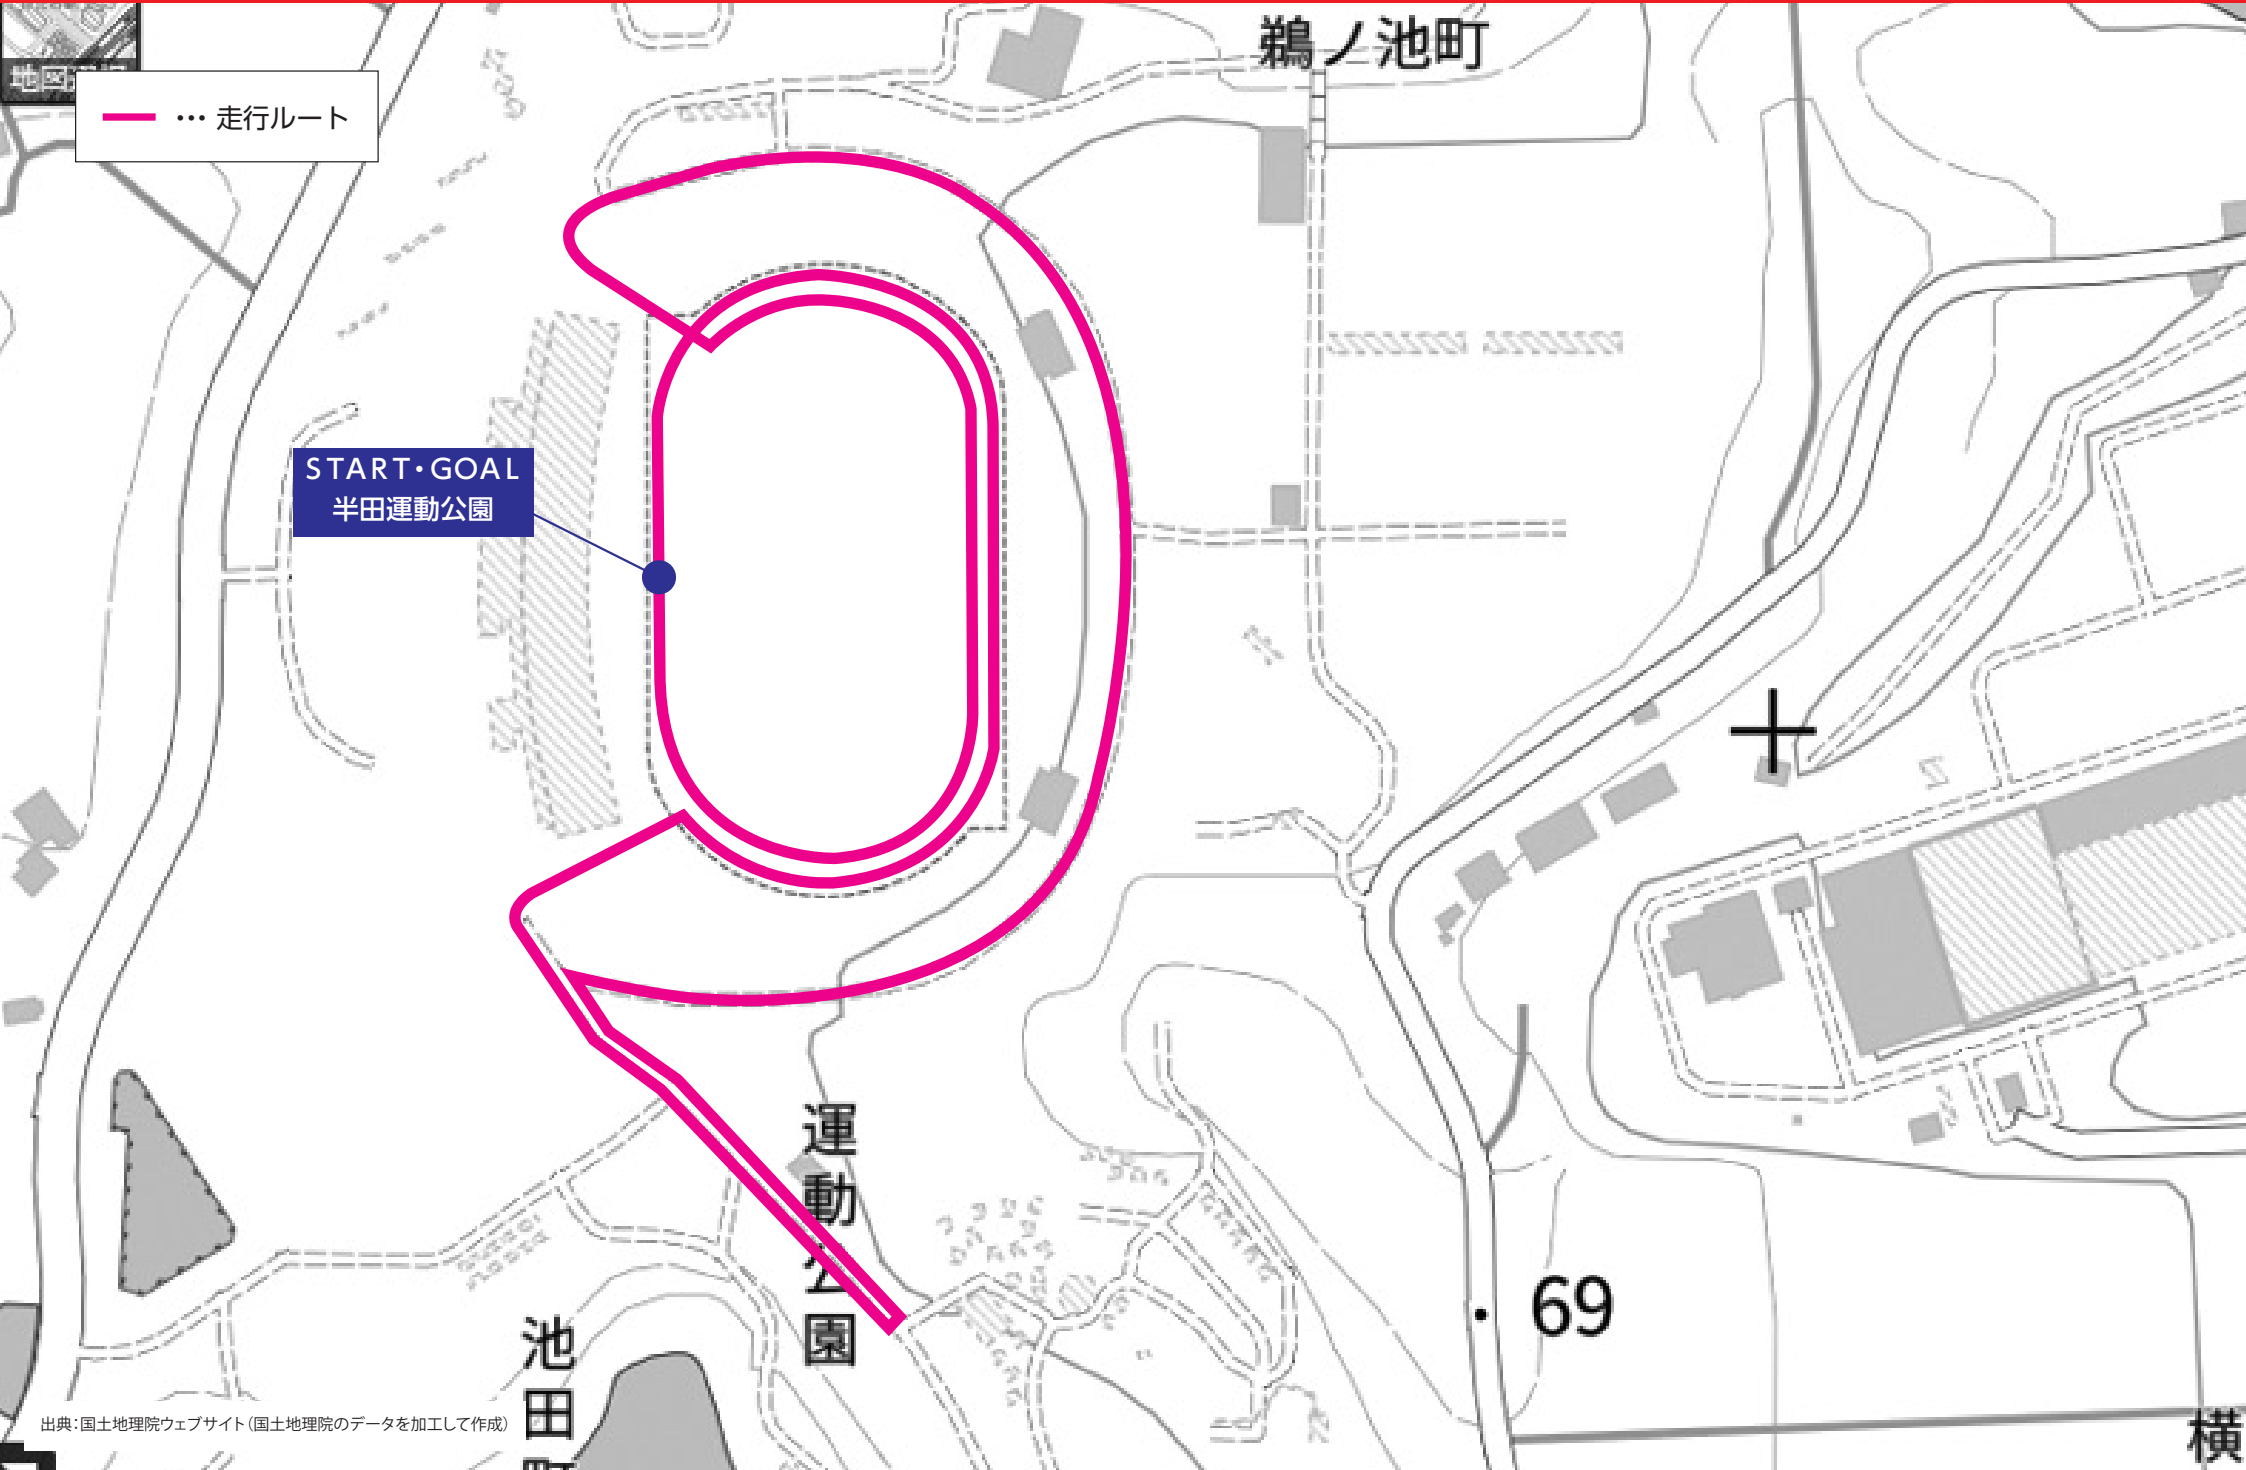 鵜ノ池町
… 走行ルート
START・GOAL
半田運動公園
運動公園
69
池田町
横
出典：国土地理院ウェブサイト（国土地理院のデータを加工して作成）